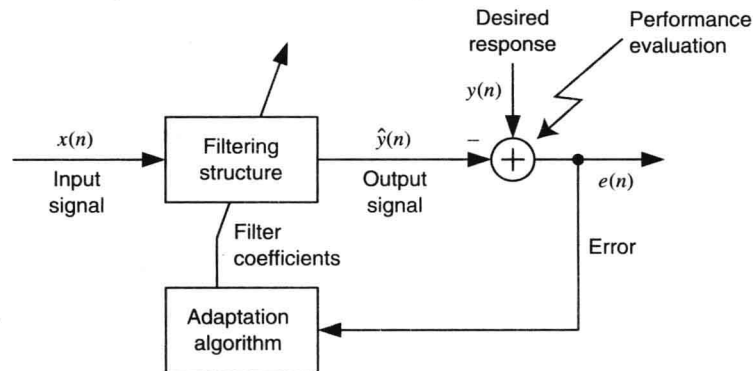 Desired
response
Performance
evaluation
y(n)
x(n)
Input
signal
Filtering
structure
ŷ(n)
Output
signal
−
+
e(n)
Error
Filter
coefficients
Adaptation
algorithm